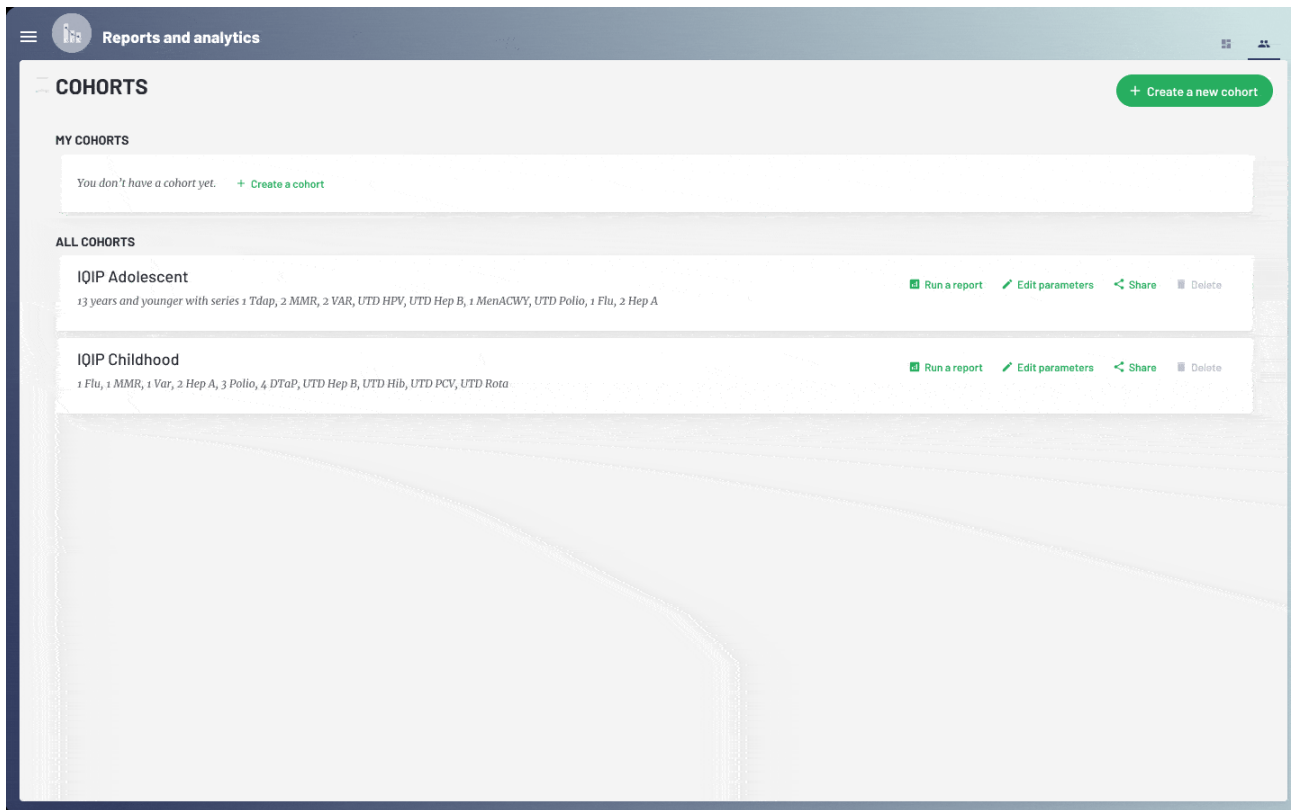 Reports and analytics
COHORTS
+ Create a new cohort
MY COHORTS
You don't have a cohort yet. + Create a cohort
ALL COHORTS
IQIP Adolescent
13 years and younger with series 1 Tdap, 2 MMR, 2 VAR, UTD HPV, UTD Hep B, 1 MenACWY, UTD Polio, 1 Flu, 2 Hep A
Run a report Edit parameters Share Delete
IQIP Childhood
1 Flu, 1 MMR, 1 Var, 2 Hep A, 3 Polio, 4 DTaP, UTD Hep B, UTD Hib, UTD PCV, UTD Rota
Run a report Edit parameters Share Delete